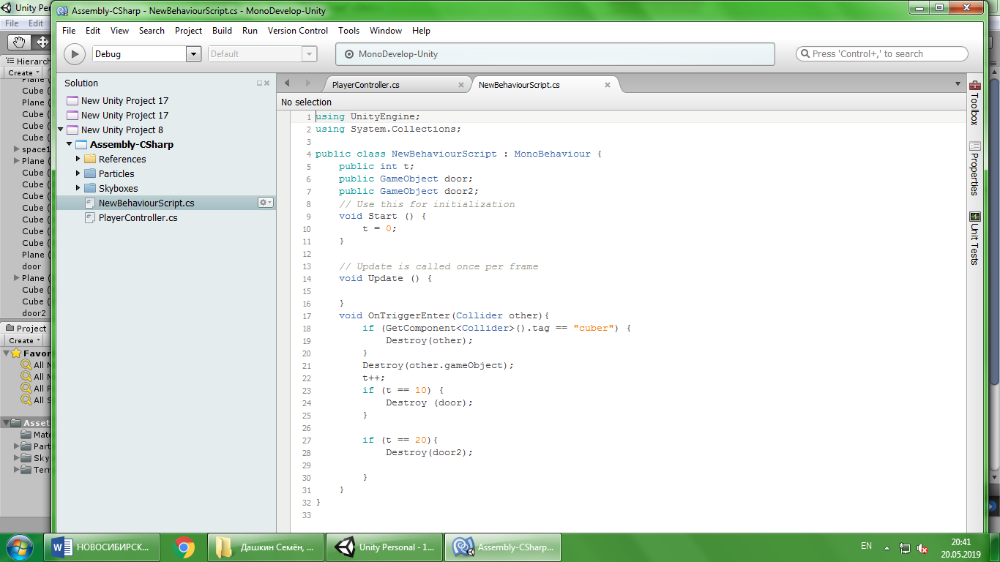 Unity Pers
Assembly-CSharp - NewBehaviourScript.cs - MonoDevelop-Unity
File Edit
File Edit View Search Project Build Run Version Control Tools Window Help
Debug
Default
MonoDevelop-Unity
Press 'Control+,' to search
Hierarch
Create
Plane (
Cube (
Plane (
Cube (
Cube (
Cube (
space1
Plane (
Cube (
Cube (
Cube (
Cube (
Cube (
Cube (
Cube (
Plane (
door
Plane (
Cube (
Cube (
door2
Project
Create
Favor
All M
All M
All P
All S
Asset
Mate
Part
Sky
Terr
Solution
New Unity Project 17
New Unity Project 17
New Unity Project 8
Assembly-CSharp
References
Particles
Skyboxes
NewBehaviourScript.cs
PlayerController.cs
PlayerController.cs
NewBehaviourScript.cs
No selection
1 using UnityEngine;
2 using System.Collections;
3
4 public class NewBehaviourScript : MonoBehaviour {
5 public int t;
6 public GameObject door;
7 public GameObject door2;
8 // Use this for initialization
9 void Start () {
10 t = 0;
11 }
12
13 // Update is called once per frame
14 void Update () {
15
16 }
17 void OnTriggerEnter(Collider other){
18 if (GetComponent<Collider>().tag == "cuber") {
19 Destroy(other);
20 }
21 Destroy(other.gameObject);
22 t++;
23 if (t == 10) {
24 Destroy (door);
25 }
26
27 if (t == 20){
28 Destroy(door2);
29
30 }
31 }
32 }
33
Toolbox
Properties
Unit Tests
НОВОСИБИРСК...
Дашкин Семён, ...
Unity Personal - 1...
Assembly-CSharp...
EN
20:41
20.05.2019